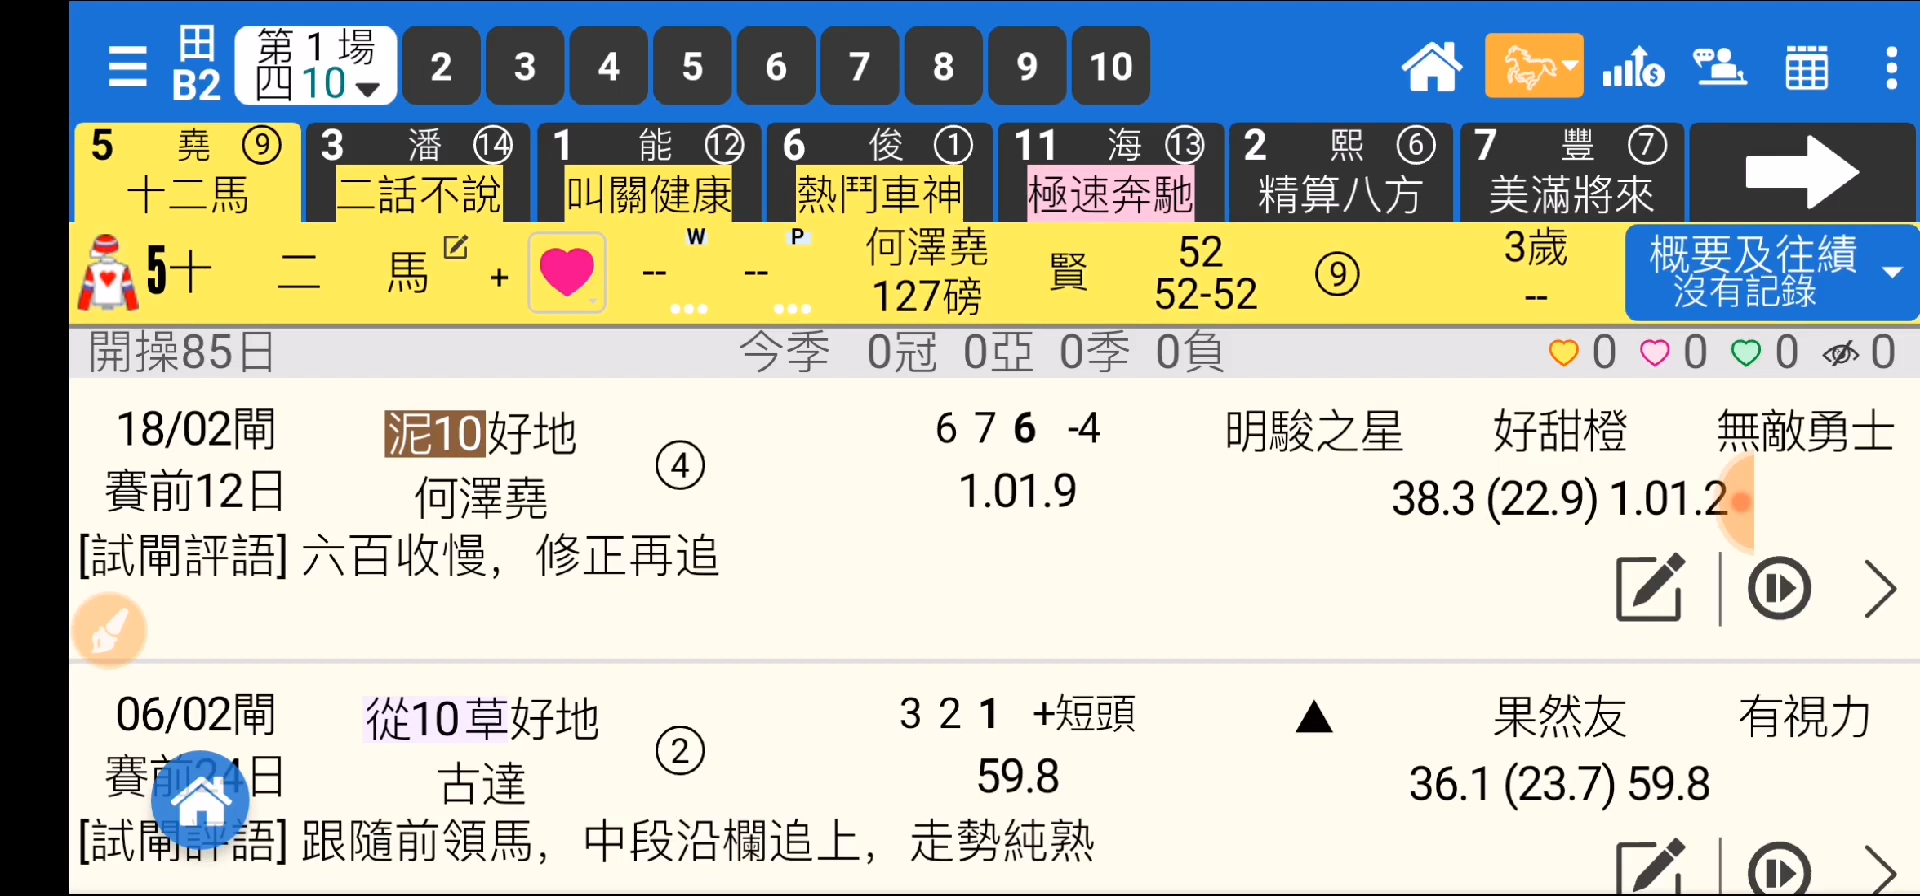 田 第1場 2 3 4 5 6 7 8 9 10
B2 四10
5 堯 ⑨ 3 潘 ⑭ 1 能 ⑫ 6 俊 ① 11 海 ⑬ 2 熙 ⑥ 7 豐 ⑦
十二馬 二話不說 叫關健康 熱鬥車神 極速奔馳 精算八方 美滿將來
5 十二馬 + -- W -- P 何澤堯 127磅 賢 52 52-52 ⑨ 3歲 -- 概要及往績 沒有記錄
開操85日 今季 0冠 0亞 0季 0負 0 0 0 0
18/02閘 泥10好地 ④ 6 7 6 -4 明駿之星 好甜橙 無敵勇士
賽前12日 何澤堯 1.01.9 38.3 (22.9) 1.01.2
[試閘評語] 六百收慢，修正再追
06/02閘 從10草好地 ② 3 2 1 +短頭 ▲ 果然友 有視力
賽前24日 古達 59.8 36.1 (23.7) 59.8
[試閘評語] 跟隨前領馬，中段沿欄追上，走勢純熟